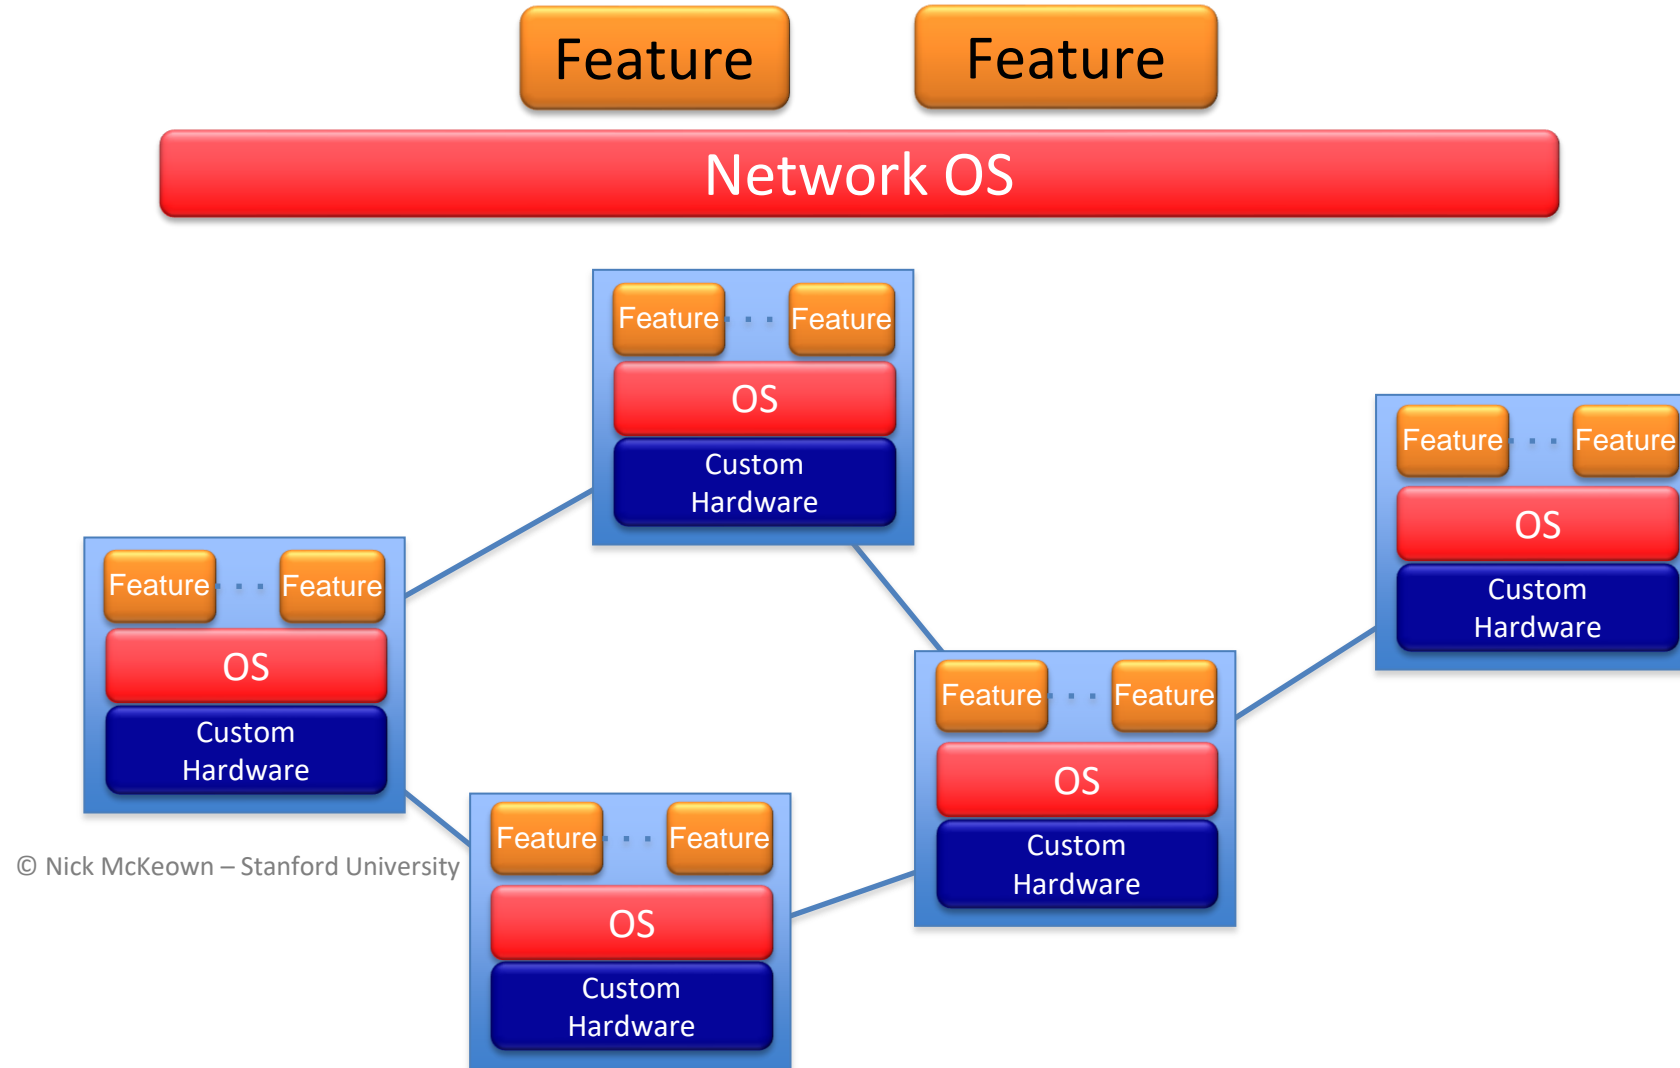 Feature Feature
Network OS
Feature . . . Feature
OS
Custom
Hardware
Feature . . . Feature
OS
Custom
Hardware
Feature . . . Feature
OS
Custom
Hardware
Feature . . . Feature
OS
Custom
Hardware
Feature . . . Feature
OS
Custom
Hardware
© Nick McKeown – Stanford University